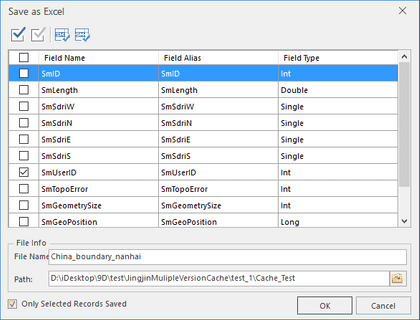 Save as Excel
Field Name Field Alias Field Type
SmID SmID Int
SmLength SmLength Double
SmSdriW SmSdriW Single
SmSdriN SmSdriN Single
SmSdriE SmSdriE Single
SmSdriS SmSdriS Single
SmUserID SmUserID Int
SmTopoError SmTopoError Int
SmGeometrySize SmGeometrySize Int
SmGeoPosition SmGeoPosition Long
File Info
File Name China_boundary_nanhai
Path: D:\iDesktop\9D\test\JingjinMulipleVersionCache\test_1\Cache_Test
Only Selected Records Saved
OK Cancel